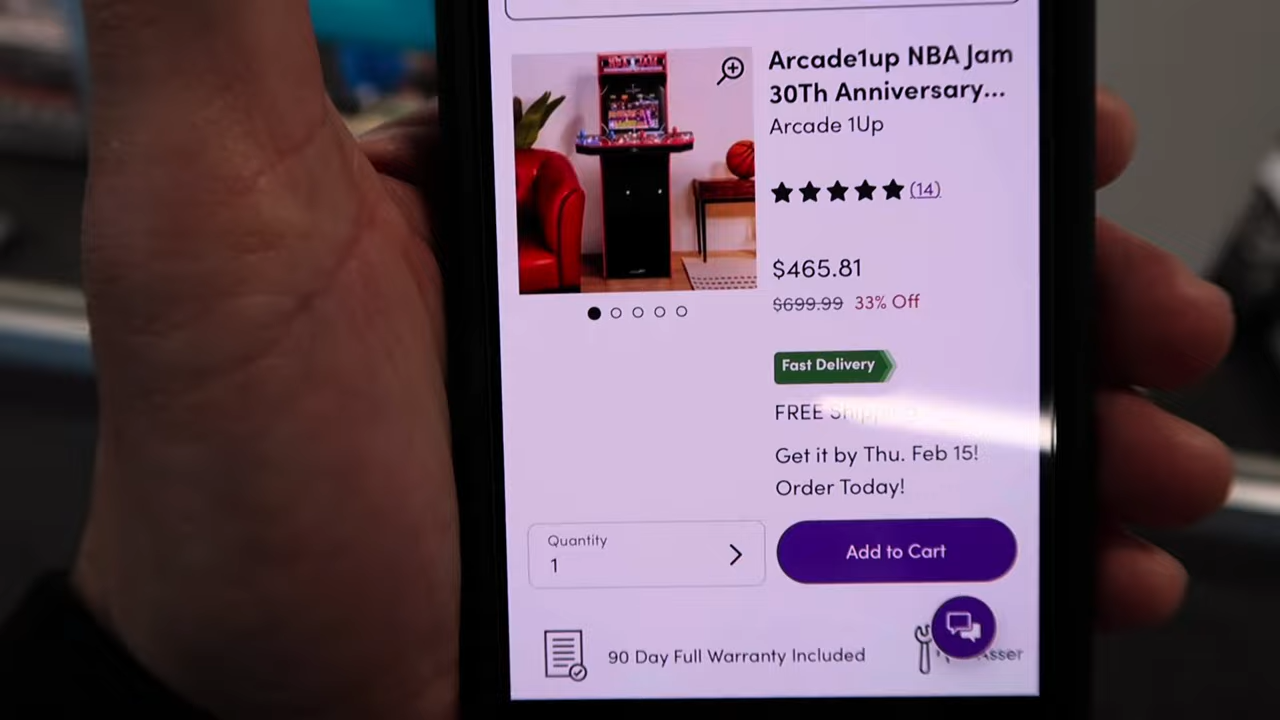 Arcade1up NBA Jam
30Th Anniversary...
Arcade 1Up
(14)
$465.81
$699.99 33% Off
Fast Delivery
FREE Shipping
Get it by Thu. Feb 15!
Order Today!
Quantity
1
Add to Cart
90 Day Full Warranty Included